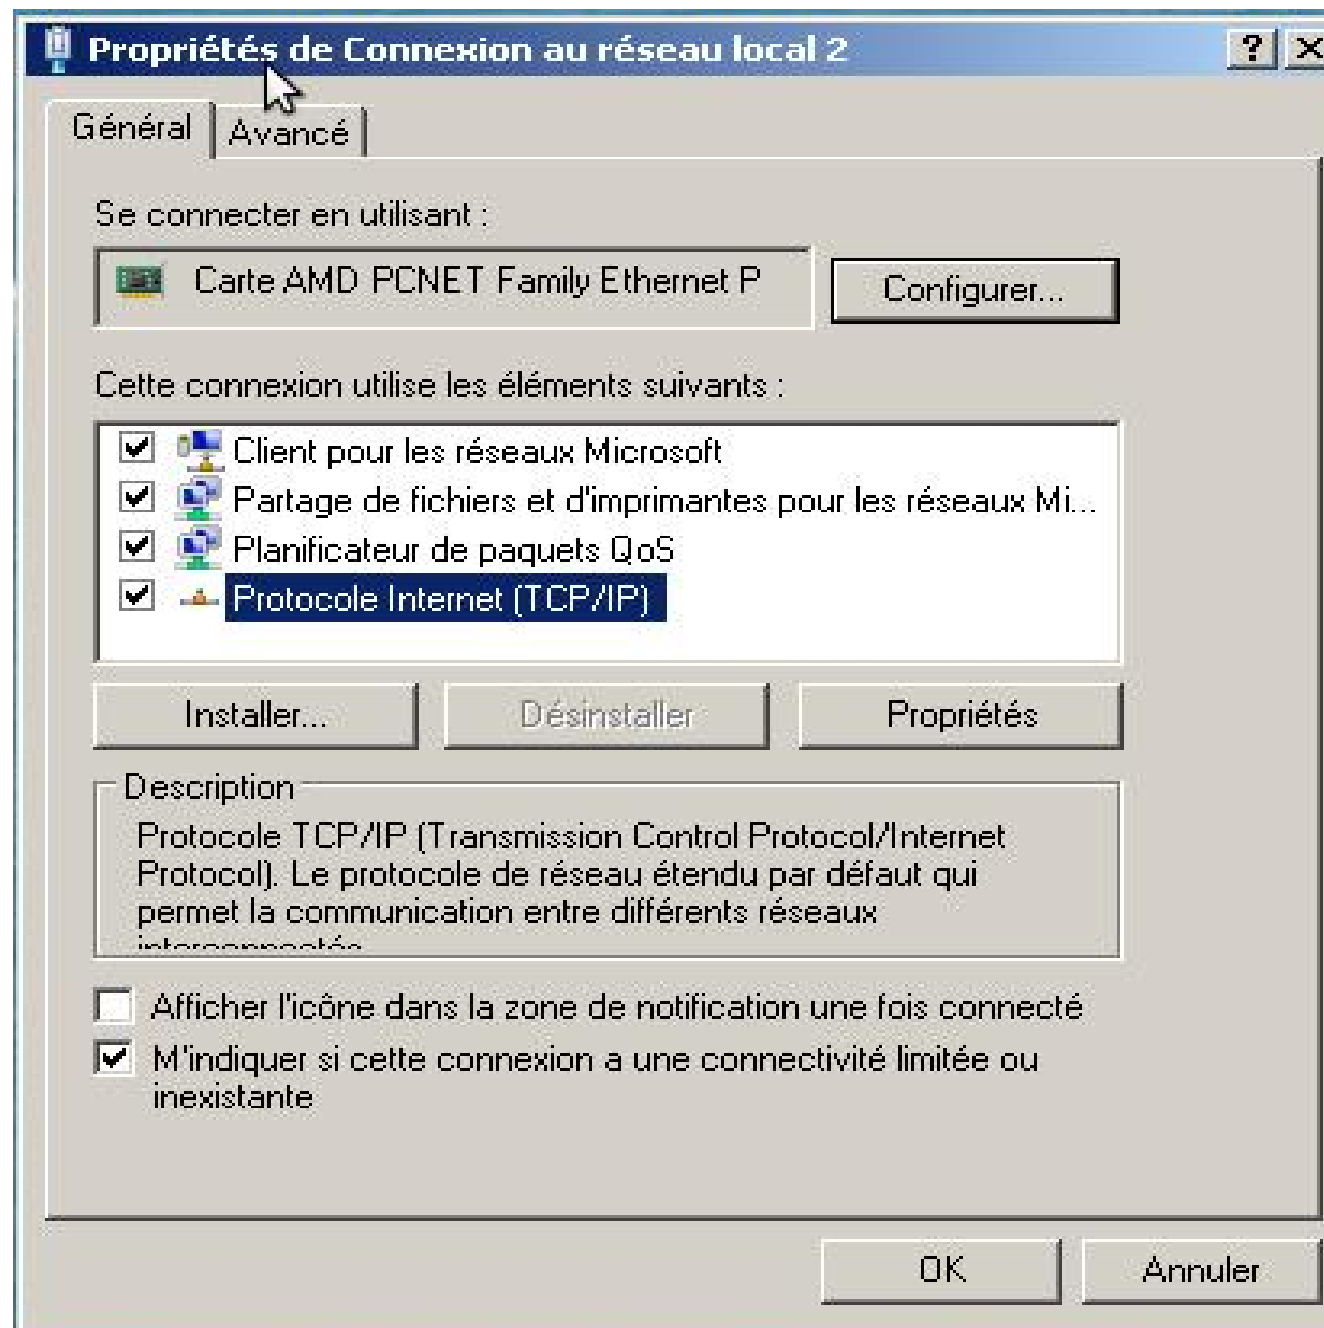 Propriétés de Connexion au réseau local 2
Général
Avancé
Se connecter en utilisant :
Carte AMD PCNET Family Ethernet P
Configurer...
Cette connexion utilise les éléments suivants :
Client pour les réseaux Microsoft
Partage de fichiers et d'imprimantes pour les réseaux Mi...
Planificateur de paquets QoS
Protocole Internet (TCP/IP)
Installer...
Désinstaller
Propriétés
Description
Protocole TCP/IP (Transmission Control Protocol/Internet
Protocol). Le protocole de réseau étendu par défaut qui
permet la communication entre différents réseaux
Afficher l'icône dans la zone de notification une fois connecté
M'indiquer si cette connexion a une connectivité limitée ou
inexistante
OK
Annuler